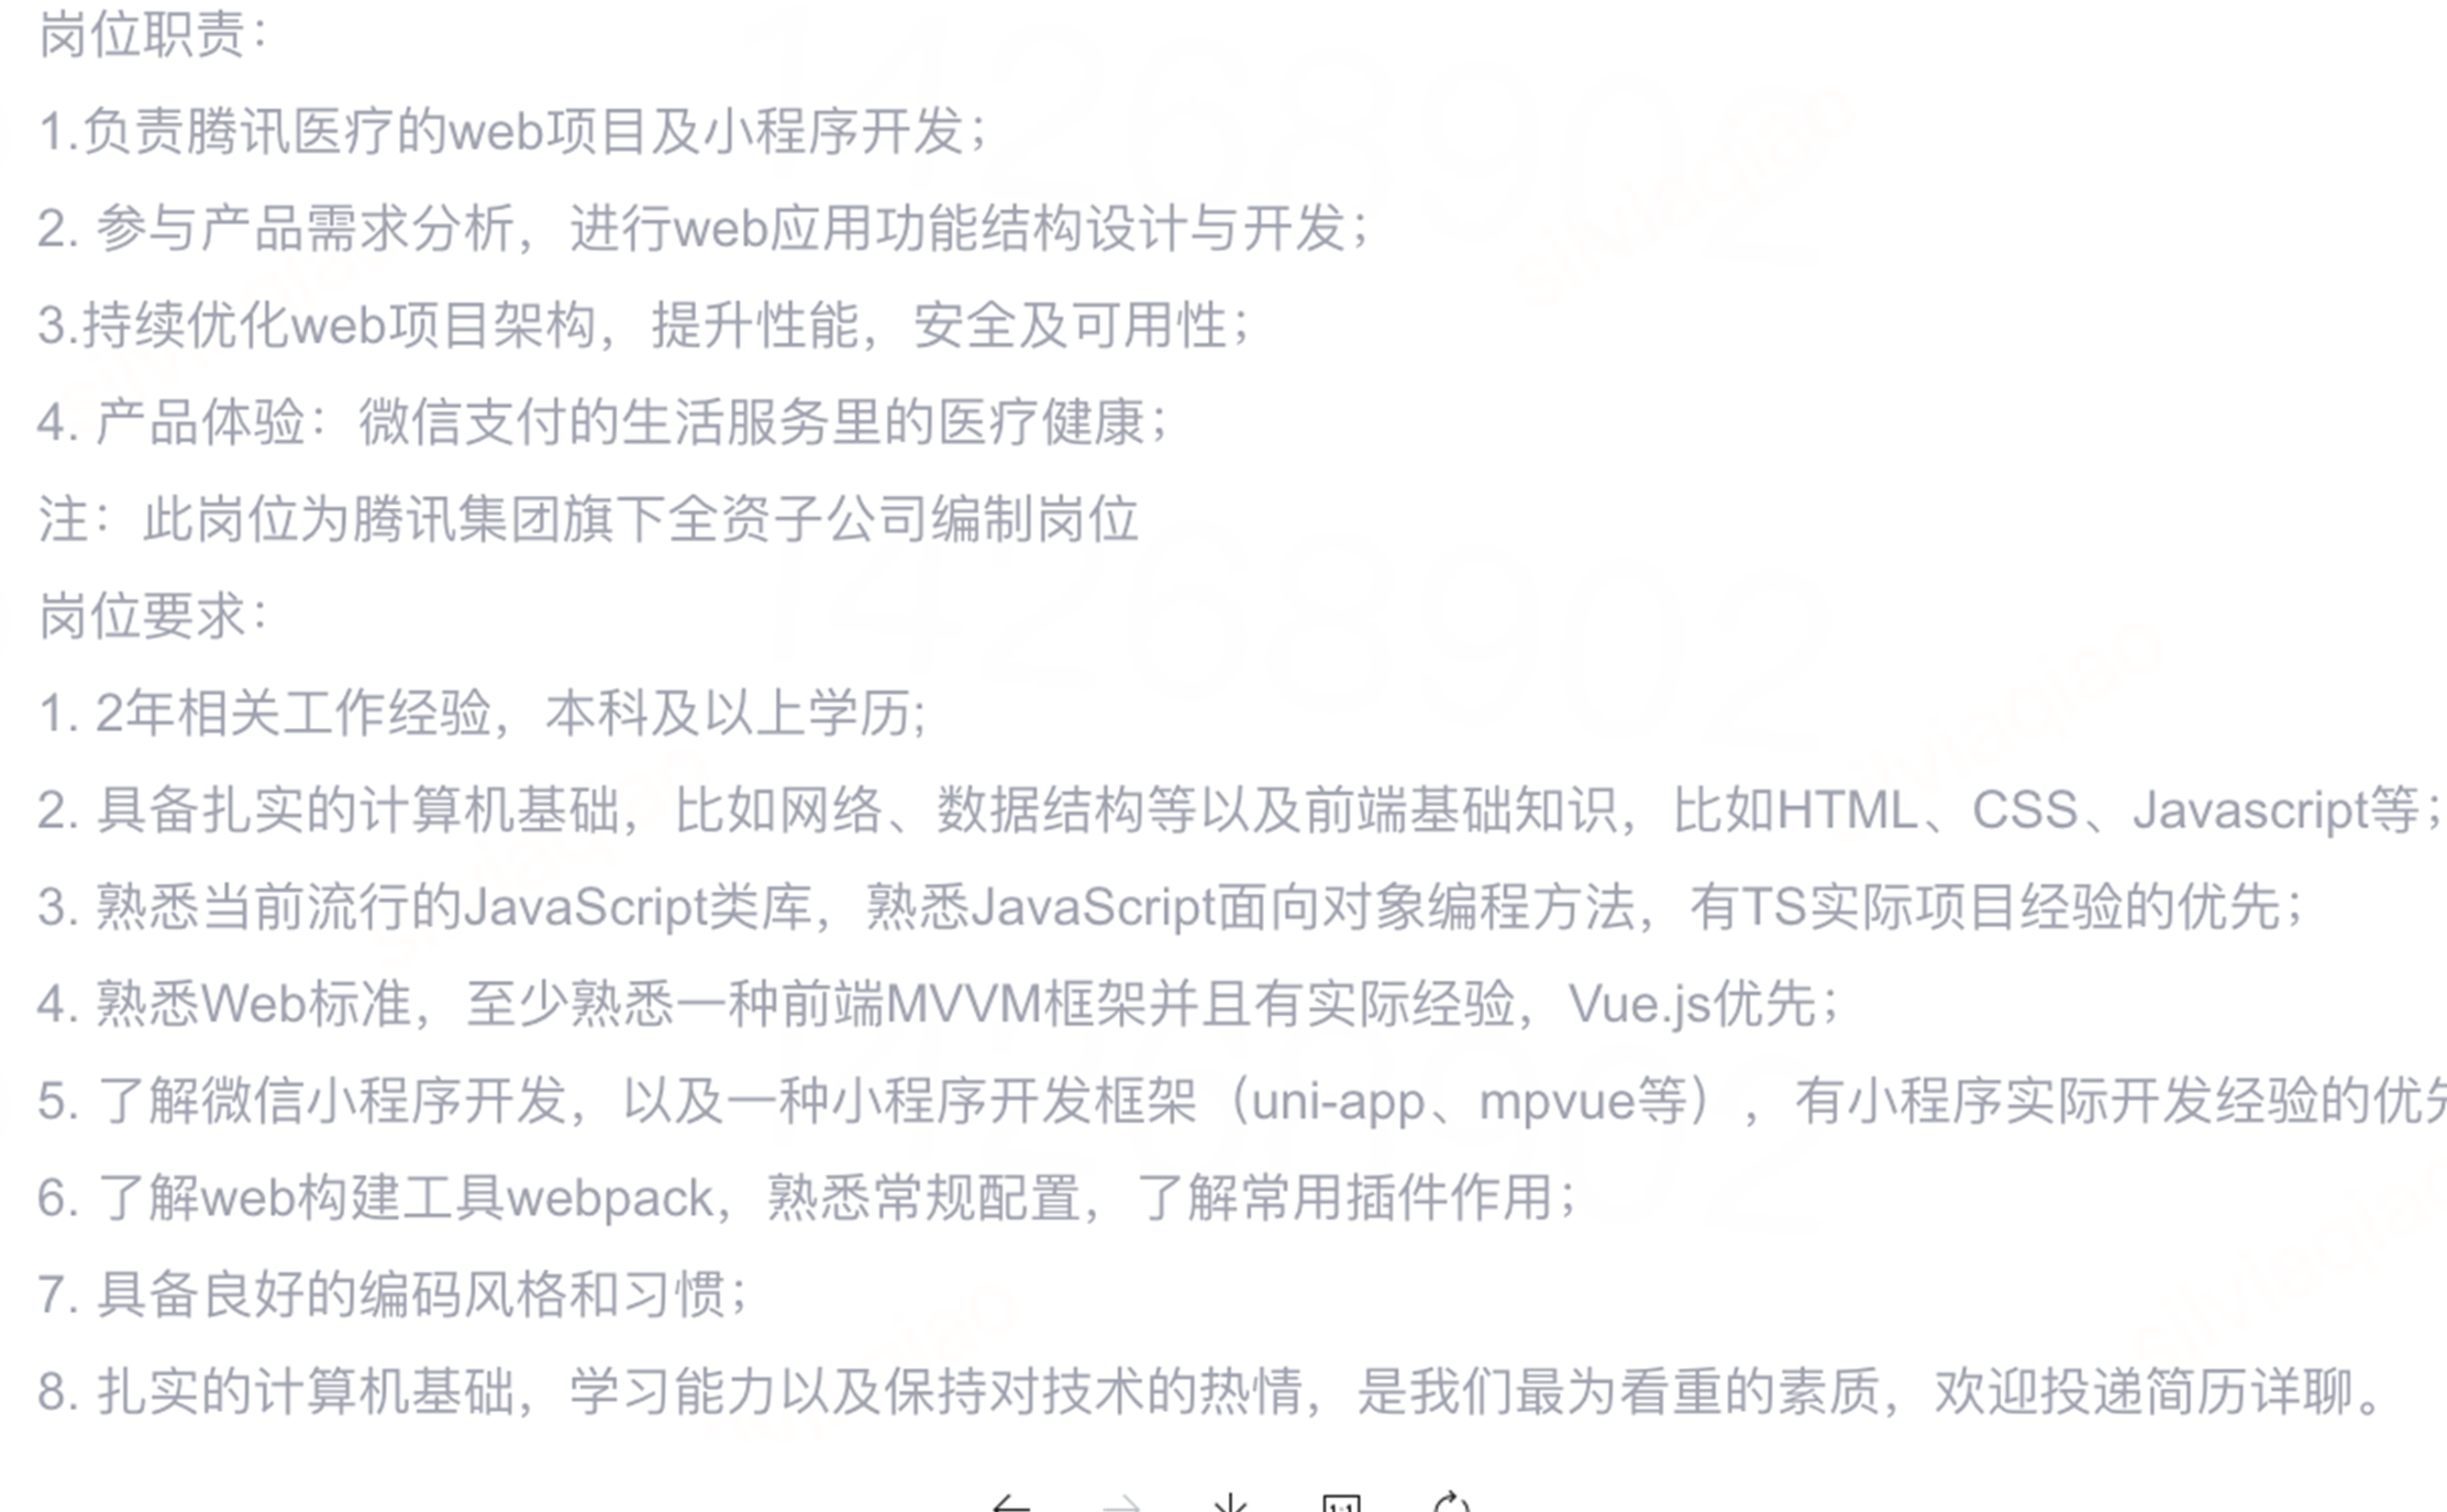 岗位职责：
1.负责腾讯医疗的web项目及小程序开发；
2. 参与产品需求分析，进行web应用功能结构设计与开发；
3.持续优化web项目架构，提升性能，安全及可用性；
4. 产品体验：微信支付的生活服务里的医疗健康；
注：此岗位为腾讯集团旗下全资子公司编制岗位
岗位要求：
1. 2年相关工作经验，本科及以上学历;
2. 具备扎实的计算机基础，比如网络、数据结构等以及前端基础知识，比如HTML、CSS、Javascript等；
3. 熟悉当前流行的JavaScript类库，熟悉JavaScript面向对象编程方法，有TS实际项目经验的优先；
4. 熟悉Web标准，至少熟悉一种前端MVVM框架并且有实际经验，Vue.js优先；
5. 了解微信小程序开发，以及一种小程序开发框架（uni-app、mpvue等），有小程序实际开发经验的优
6. 了解web构建工具webpack，熟悉常规配置，了解常用插件作用；
7. 具备良好的编码风格和习惯；
8. 扎实的计算机基础，学习能力以及保持对技术的热情，是我们最为看重的素质，欢迎投递简历详聊。